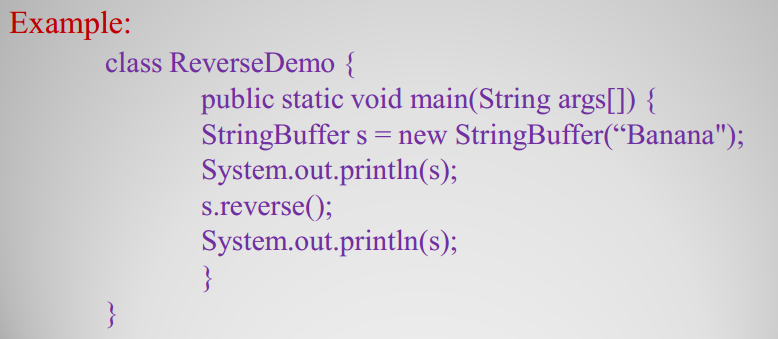 Example:
class ReverseDemo {
public static void main(String args[]) {
StringBuffer s = new StringBuffer(“Banana");
System.out.println(s);
s.reverse();
System.out.println(s);
}
}